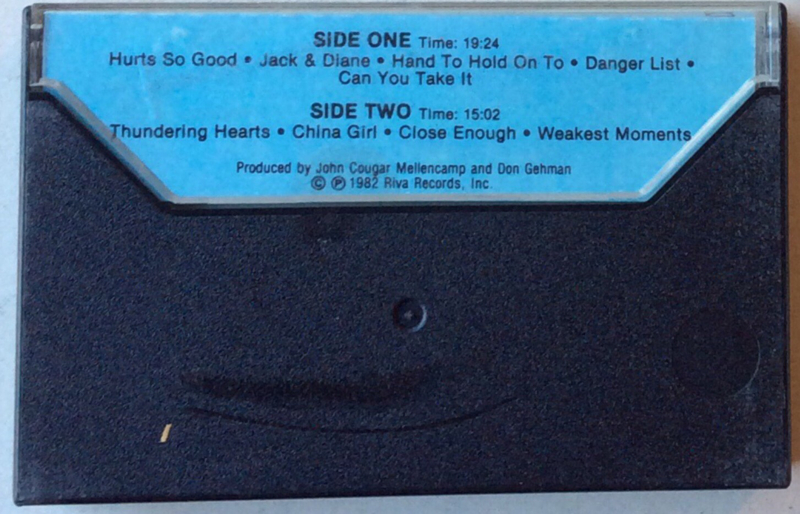 SIDE ONE Time: 19:24
Hurts So Good • Jack & Diane • Hand To Hold On To • Danger List •
Can You Take It
SIDE TWO Time: 15:02
Thundering Hearts • China Girl • Close Enough • Weakest Moments
Produced by John Cougar Mellencamp and Don Gehman
© ℗ 1982 Riva Records, Inc.